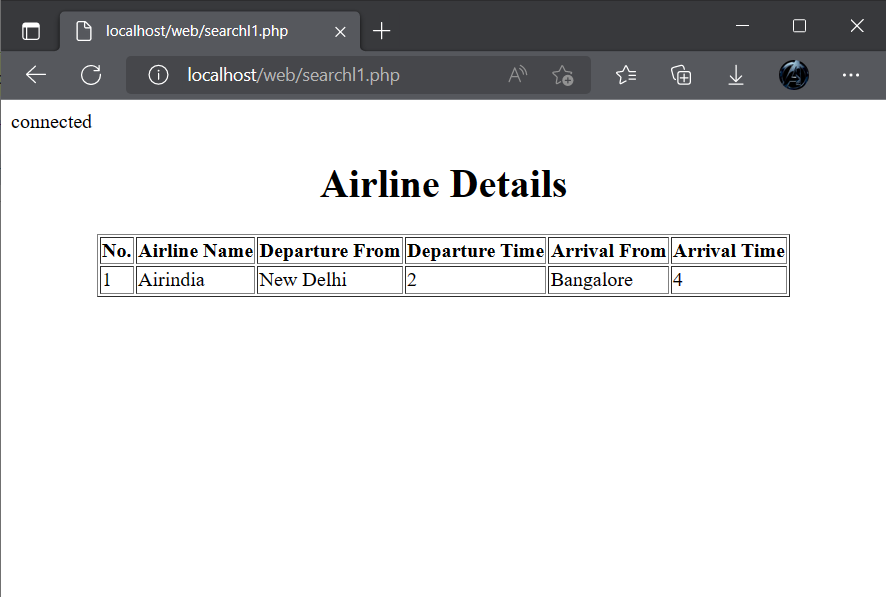 localhost/web/searchl1.php
localhost/web/searchl1.php
connected
Airline Details
No. Airline Name Departure From Departure Time Arrival From Arrival Time
1 Airindia New Delhi 2 Bangalore 4